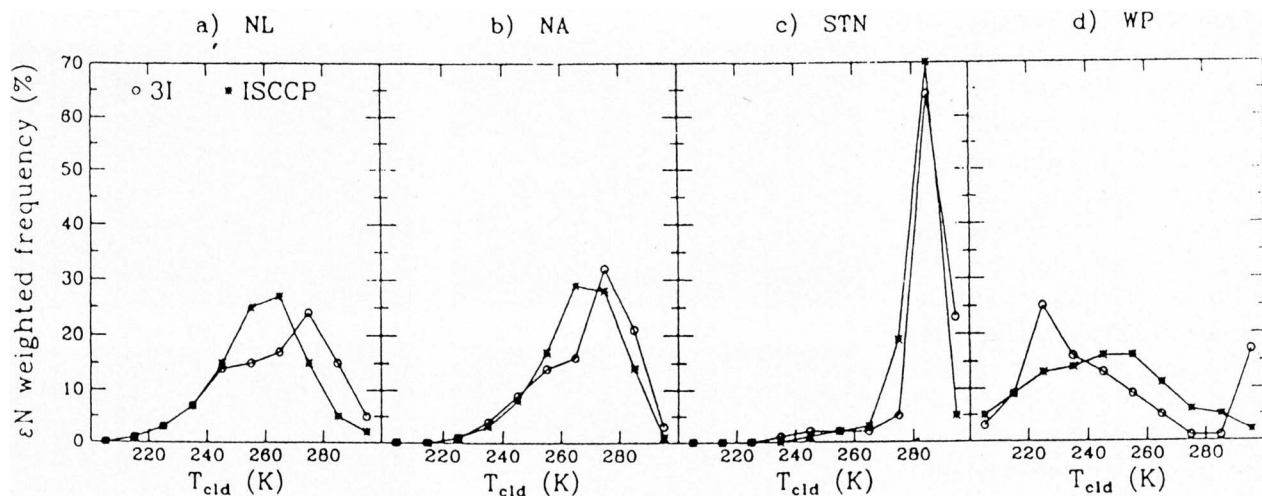 a) NL
b) NA
c) STN
d) WP
εN weighted frequency (%)
70
60
50
40
30
20
10
0
3I
ISCCP
220 240 260 280
220 240 260 280
220 240 260 280
220 240 260 280
T_cld (K)
T_cld (K)
T_cld (K)
T_cld (K)